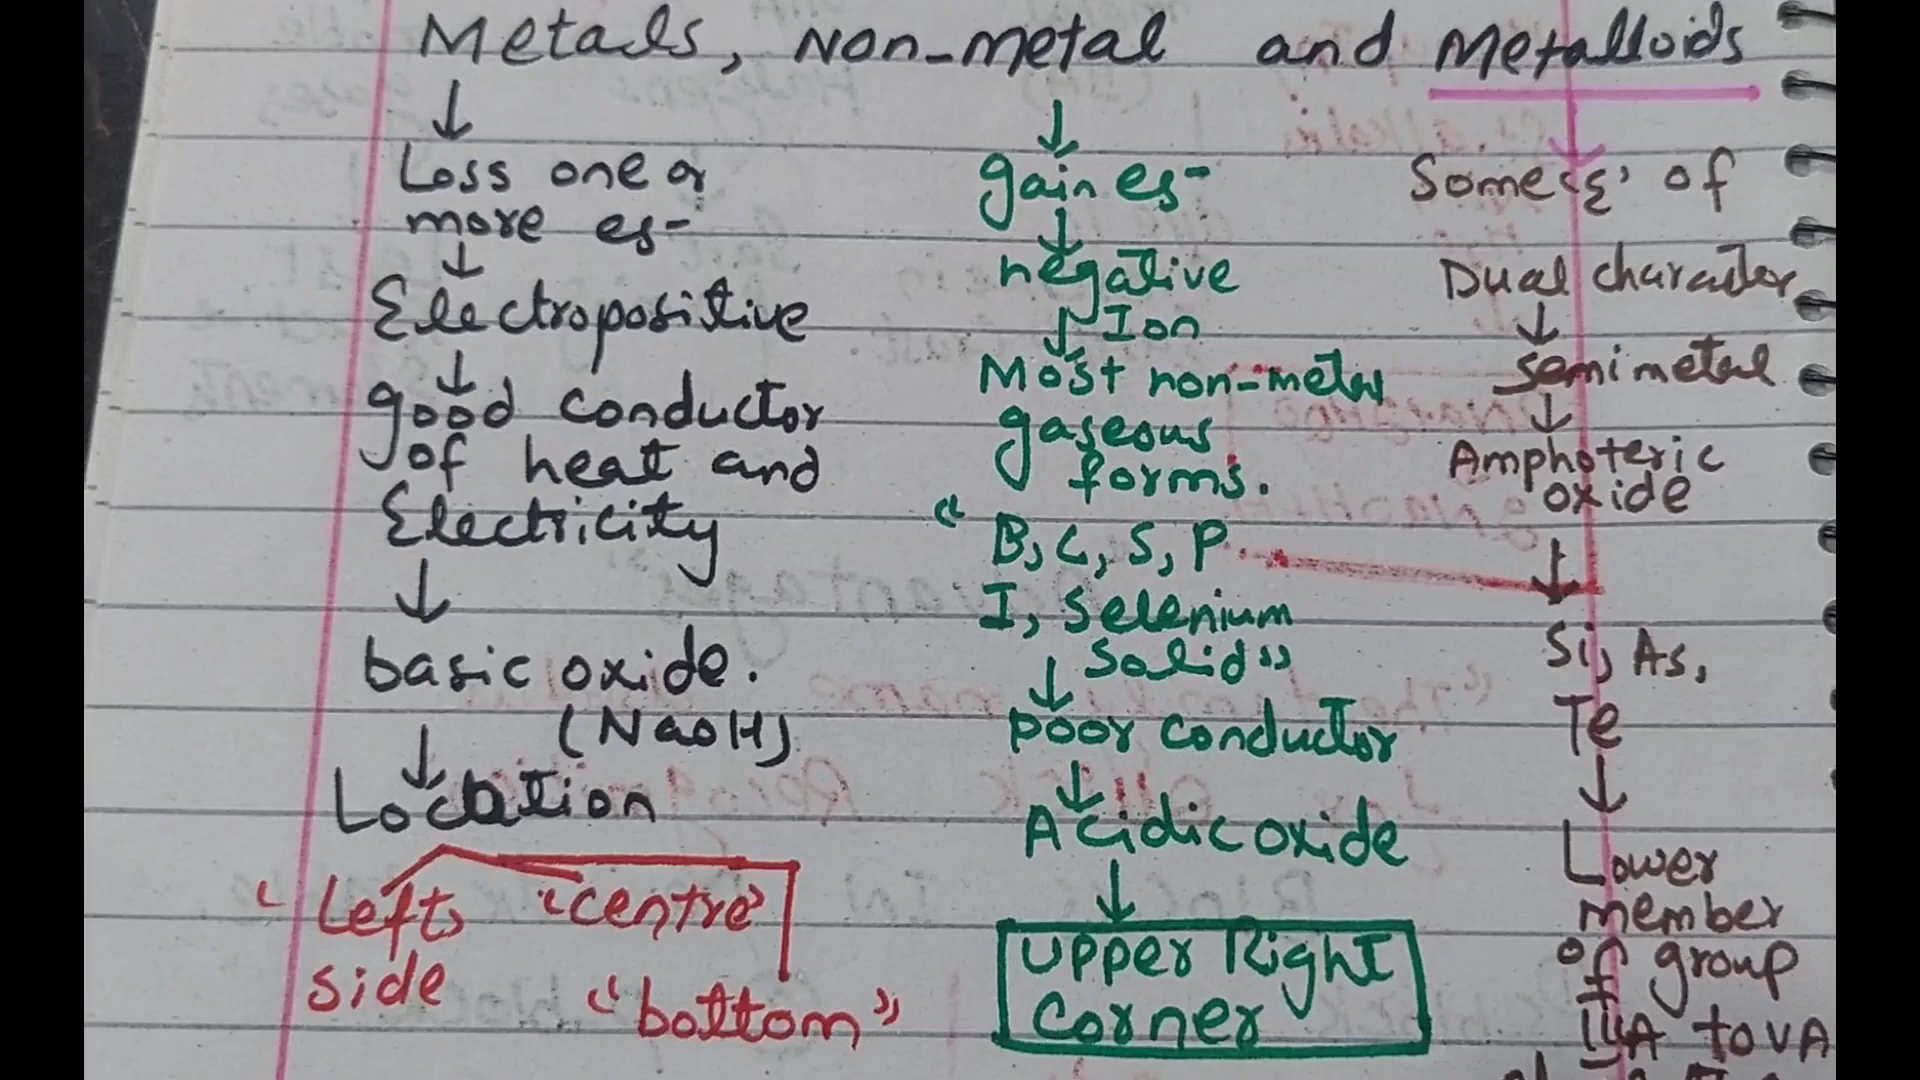 Metals, Non-metal and Metalloids
Loss one or
more es-
Electropositive
good conductor
of heat and
Electricity
basic oxide.
(NaoH)
Location
"Left
side
"centre"
"bottom"
gain es-
negative
Ion
Most non-metal
gaseous
forms.
"B, C, S, P
I, Selenium
Solid"
poor conductor
Acidic oxide
upper Right
Corner
Some of
Dual character
semimetal
Amphoteric
oxide
Si, As,
Te
Lower
member
of group
to VA